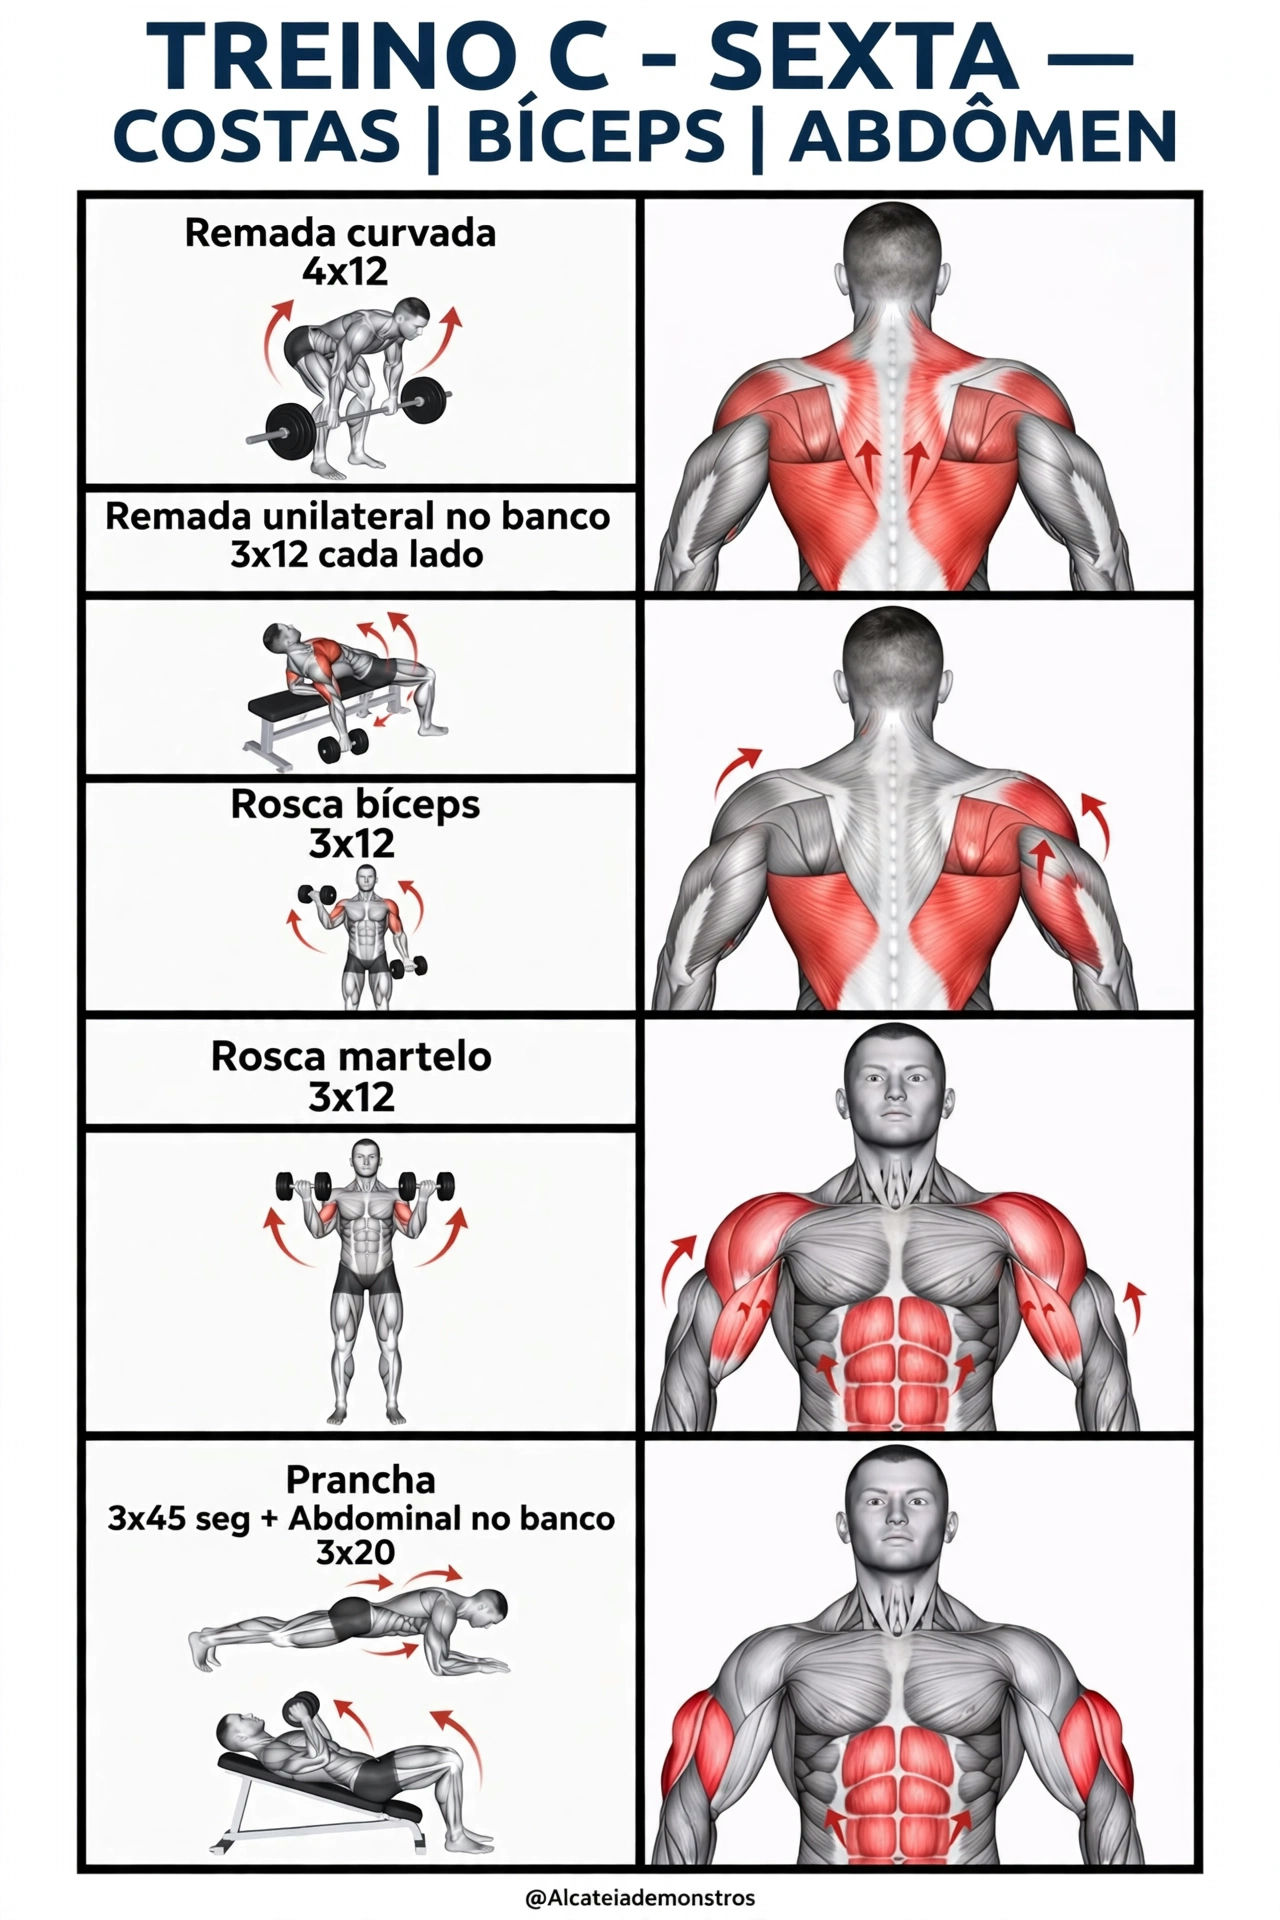 TREINO C - SEXTA —
COSTAS | BÍCEPS | ABDÔMEN
Remada curvada
4x12
Remada unilateral no banco
3x12 cada lado
Rosca bíceps
3x12
Rosca martelo
3x12
Prancha
3x45 seg + Abdominal no banco
3x20
@Alcateiademonstros